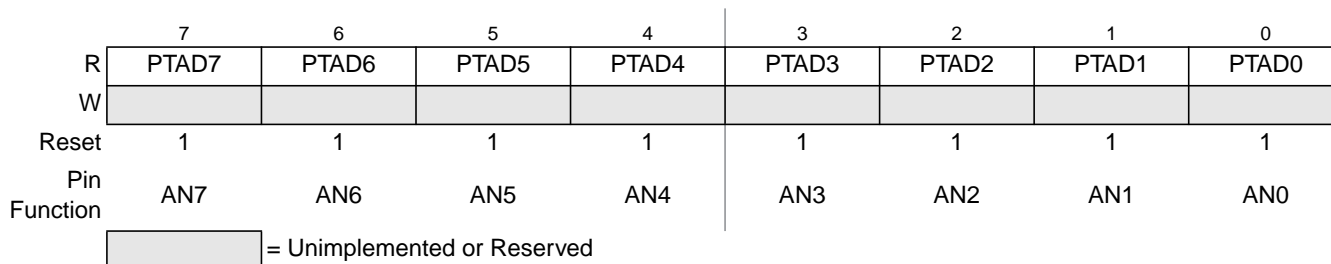 7 6 5 4 3 2 1 0
R PTAD7 PTAD6 PTAD5 PTAD4 PTAD3 PTAD2 PTAD1 PTAD0
W
Reset 1 1 1 1 1 1 1 1
Pin
Function AN7 AN6 AN5 AN4 AN3 AN2 AN1 AN0
= Unimplemented or Reserved